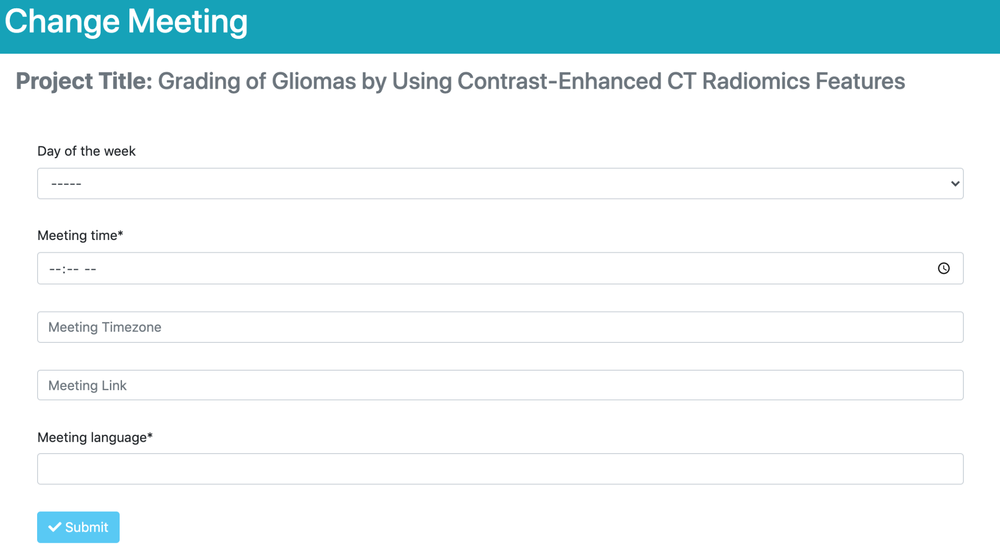 Change Meeting
Project Title: Grading of Gliomas by Using Contrast-Enhanced CT Radiomics Features
Day of the week
-----
Meeting time*
--:-- --
Meeting Timezone
Meeting Link
Meeting language*
Submit